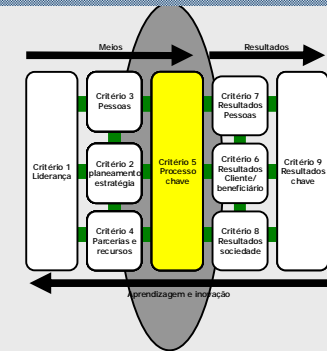 Meios
Resultados
Critério 1
Liderança
Critério 3
Pessoas
Critério 2
planeamento
estratégia
Critério 4
Parcerias e
recursos
Critério 5
Processo
chave
Critério 7
Resultados
Pessoas
Critério 6
Resultados
Cliente/
beneficiário
Critério 8
Resultados
sociedade
Critério 9
Resultados
chave
Aprendizagem e inovação